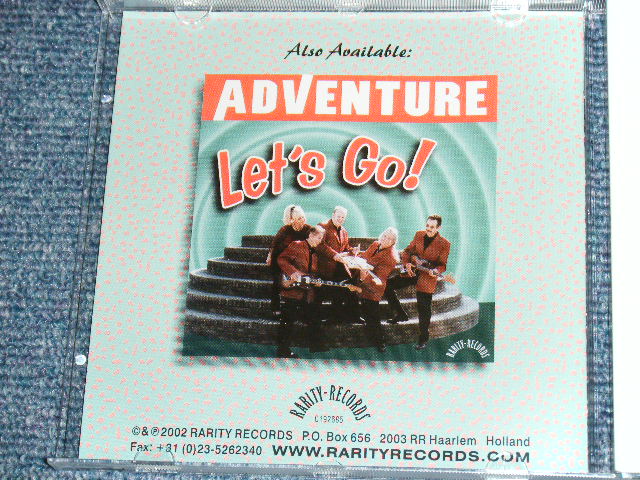 Also Available:
ADVENTURE
Let's Go!
RARITY-RECORDS
RARITY-RECORDS
C192885
©&℗2002 RARITY RECORDS P.O. Box 656 2003 RR Haarlem Holland
Fax: +31 (0)23-5262340 WWW.RARITYRECORDS.COM